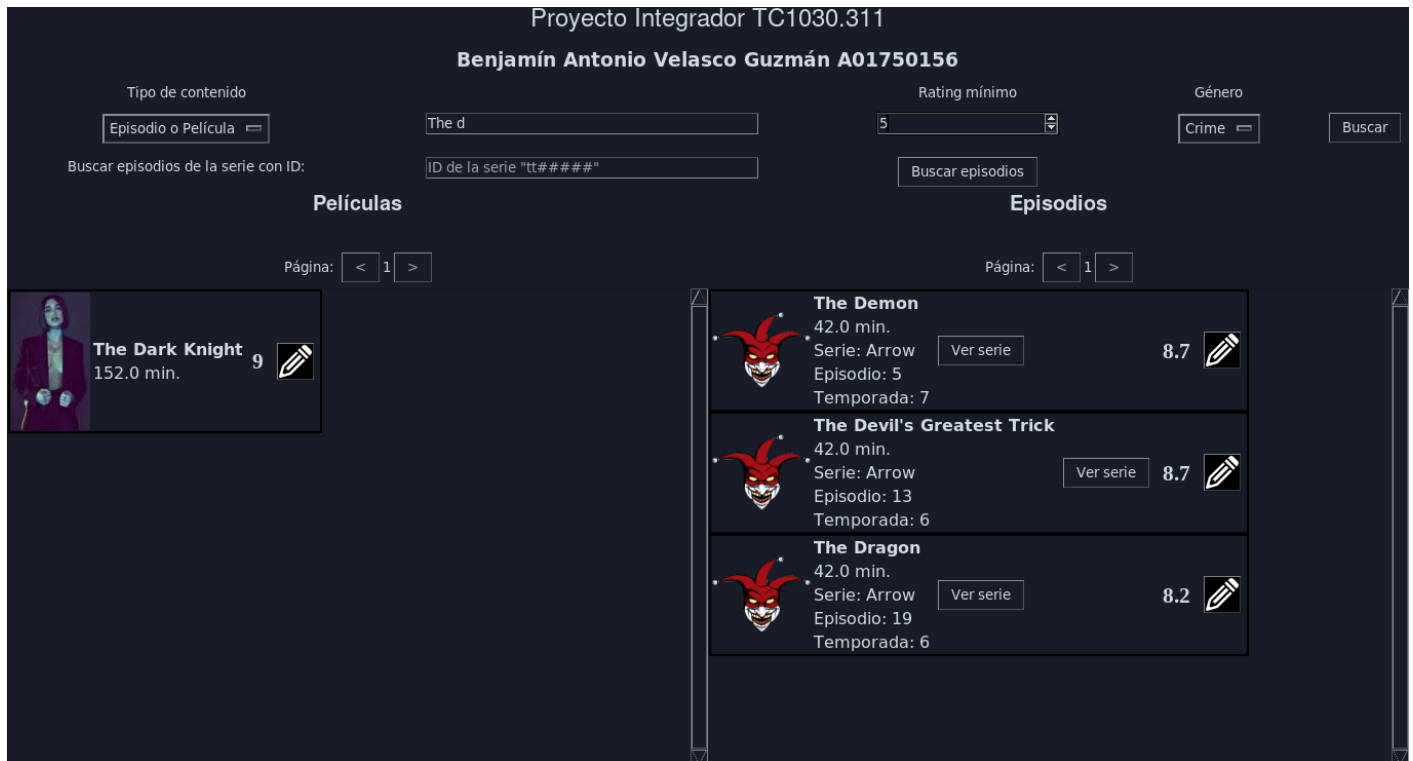 Proyecto Integrador TC1030.311
Benjamín Antonio Velasco Guzmán A01750156
Tipo de contenido
Rating mínimo
Género
Episodio o Película
The d
5
Crime
Buscar
Buscar episodios de la serie con ID:
ID de la serie "tt#####"
Buscar episodios
Películas
Episodios
Página: < 1 >
Página: < 1 >
The Dark Knight
152.0 min.
9
The Demon
42.0 min.
Serie: Arrow
Episodio: 5
Temporada: 7
Ver serie
8.7
The Devil's Greatest Trick
42.0 min.
Serie: Arrow
Episodio: 13
Temporada: 6
Ver serie
8.7
The Dragon
42.0 min.
Serie: Arrow
Episodio: 19
Temporada: 6
Ver serie
8.2